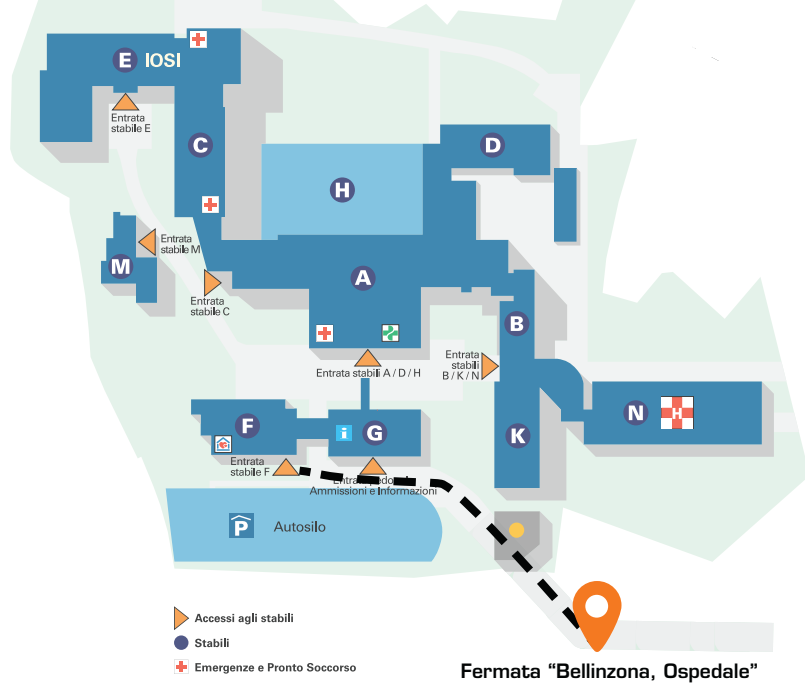 E IOSI
Entrata
stabile E
C
D
H
Entrata
stabile M
M
A
Entrata
stabile C
B
Entrata stabili A / D / H
Entrata
stabili
B / K / N
F
i
G
K
N
H
Entrata
stabile F
Ammissioni e Informazioni
P
Autosilo
Accessi agli stabili
Stabili
Emergenze e Pronto Soccorso
Fermata “Bellinzona, Ospedale”